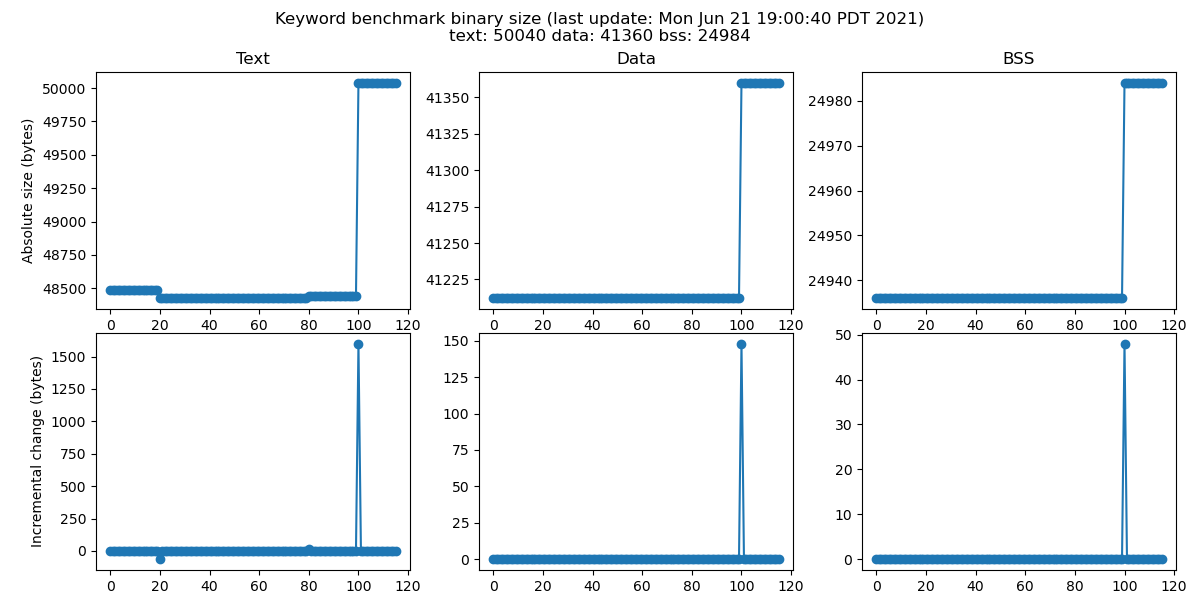 Keyword benchmark binary size (last update: Mon Jun 21 19:00:40 PDT 2021)
text: 50040 data: 41360 bss: 24984
Text
Data
BSS
Absolute size (bytes)
50000
49750
49500
49250
49000
48750
48500
0 20 40 60 80 100 120
41350
41325
41300
41275
41250
41225
0 20 40 60 80 100 120
24980
24970
24960
24950
24940
0 20 40 60 80 100 120
Incremental change (bytes)
1500
1250
1000
750
500
250
0
0 20 40 60 80 100 120
150
125
100
75
50
25
0
0 20 40 60 80 100 120
50
40
30
20
10
0
0 20 40 60 80 100 120